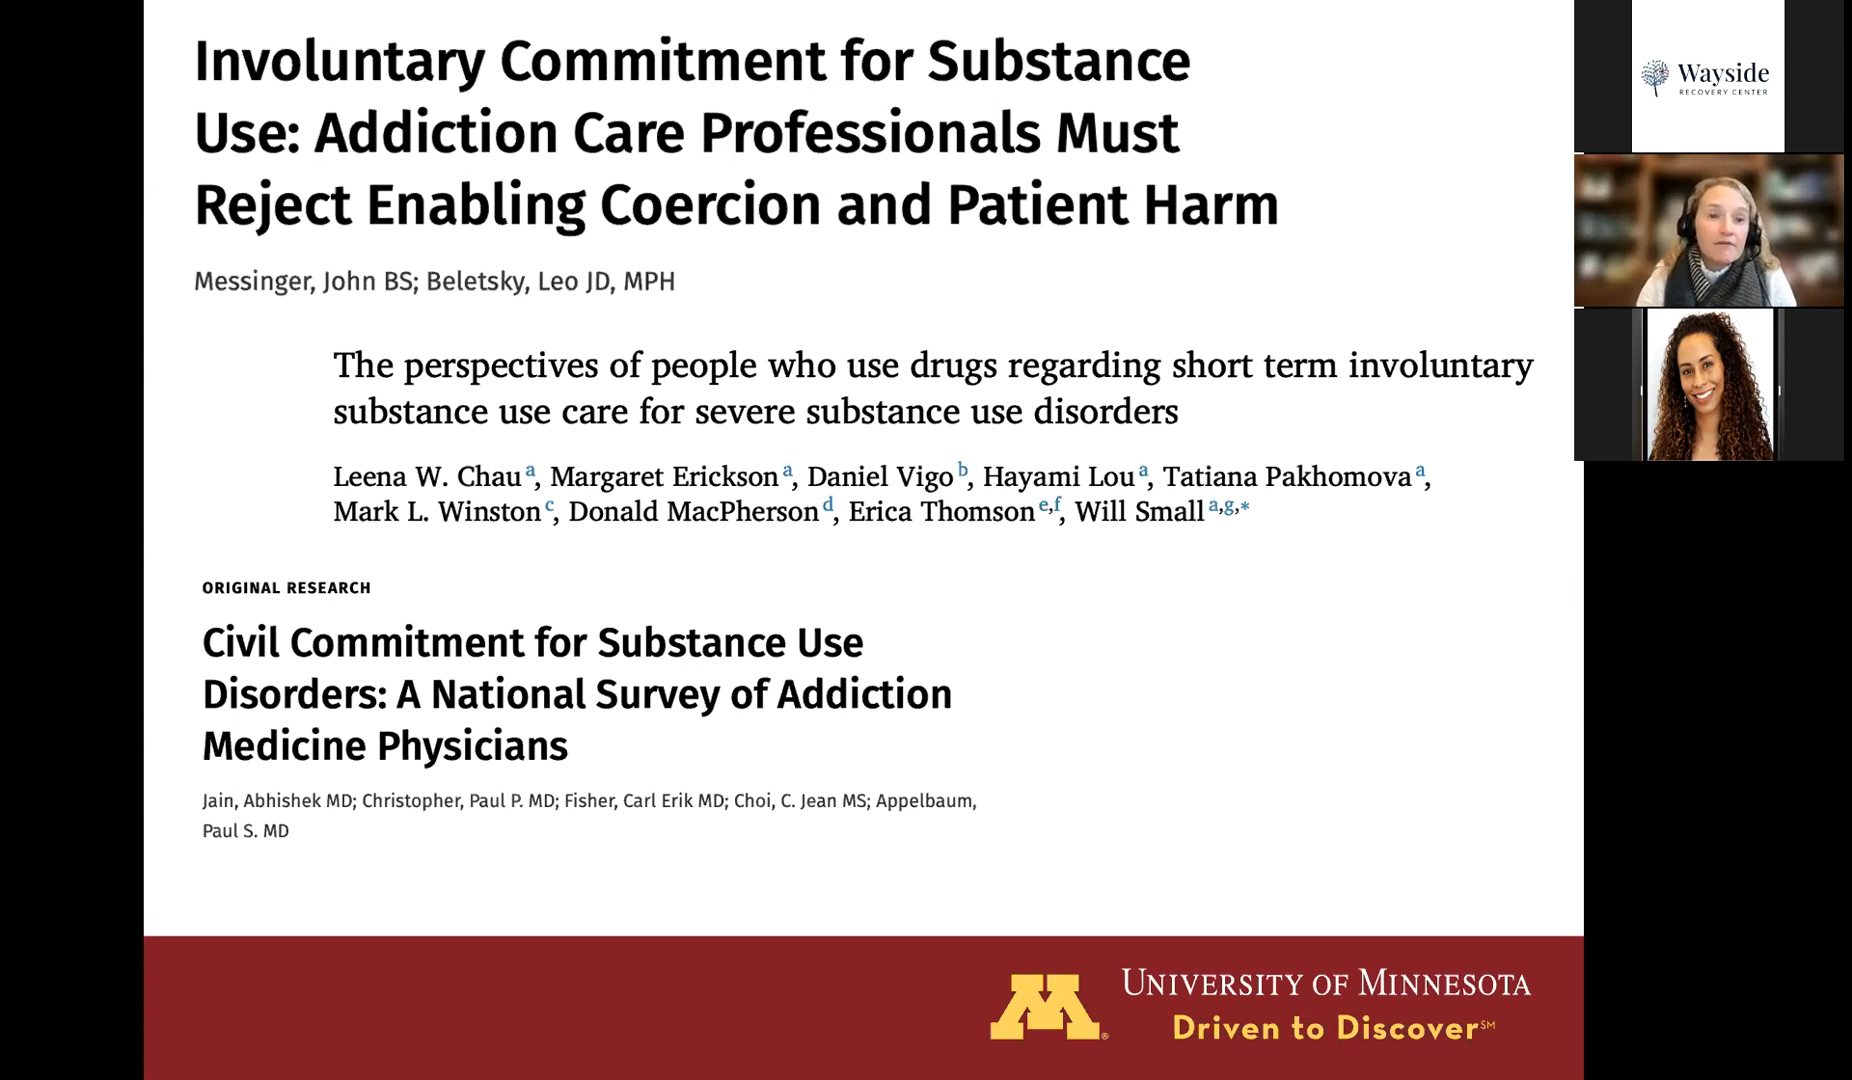 Involuntary Commitment for Substance
Use: Addiction Care Professionals Must
Reject Enabling Coercion and Patient Harm
Messinger, John BS; Beletsky, Leo JD, MPH
The perspectives of people who use drugs regarding short term involuntary
substance use care for severe substance use disorders
Leena W. Chau a, Margaret Erickson a, Daniel Vigo b, Hayami Lou a, Tatiana Pakhomova a,
Mark L. Winston c, Donald MacPherson d, Erica Thomson e,f, Will Small a,g,*
ORIGINAL RESEARCH
Civil Commitment for Substance Use
Disorders: A National Survey of Addiction
Medicine Physicians
Jain, Abhishek MD; Christopher, Paul P. MD; Fisher, Carl Erik MD; Choi, C. Jean MS; Appelbaum,
Paul S. MD
M®
UNIVERSITY OF MINNESOTA
Driven to Discover℠
Wayside
RECOVERY CENTER